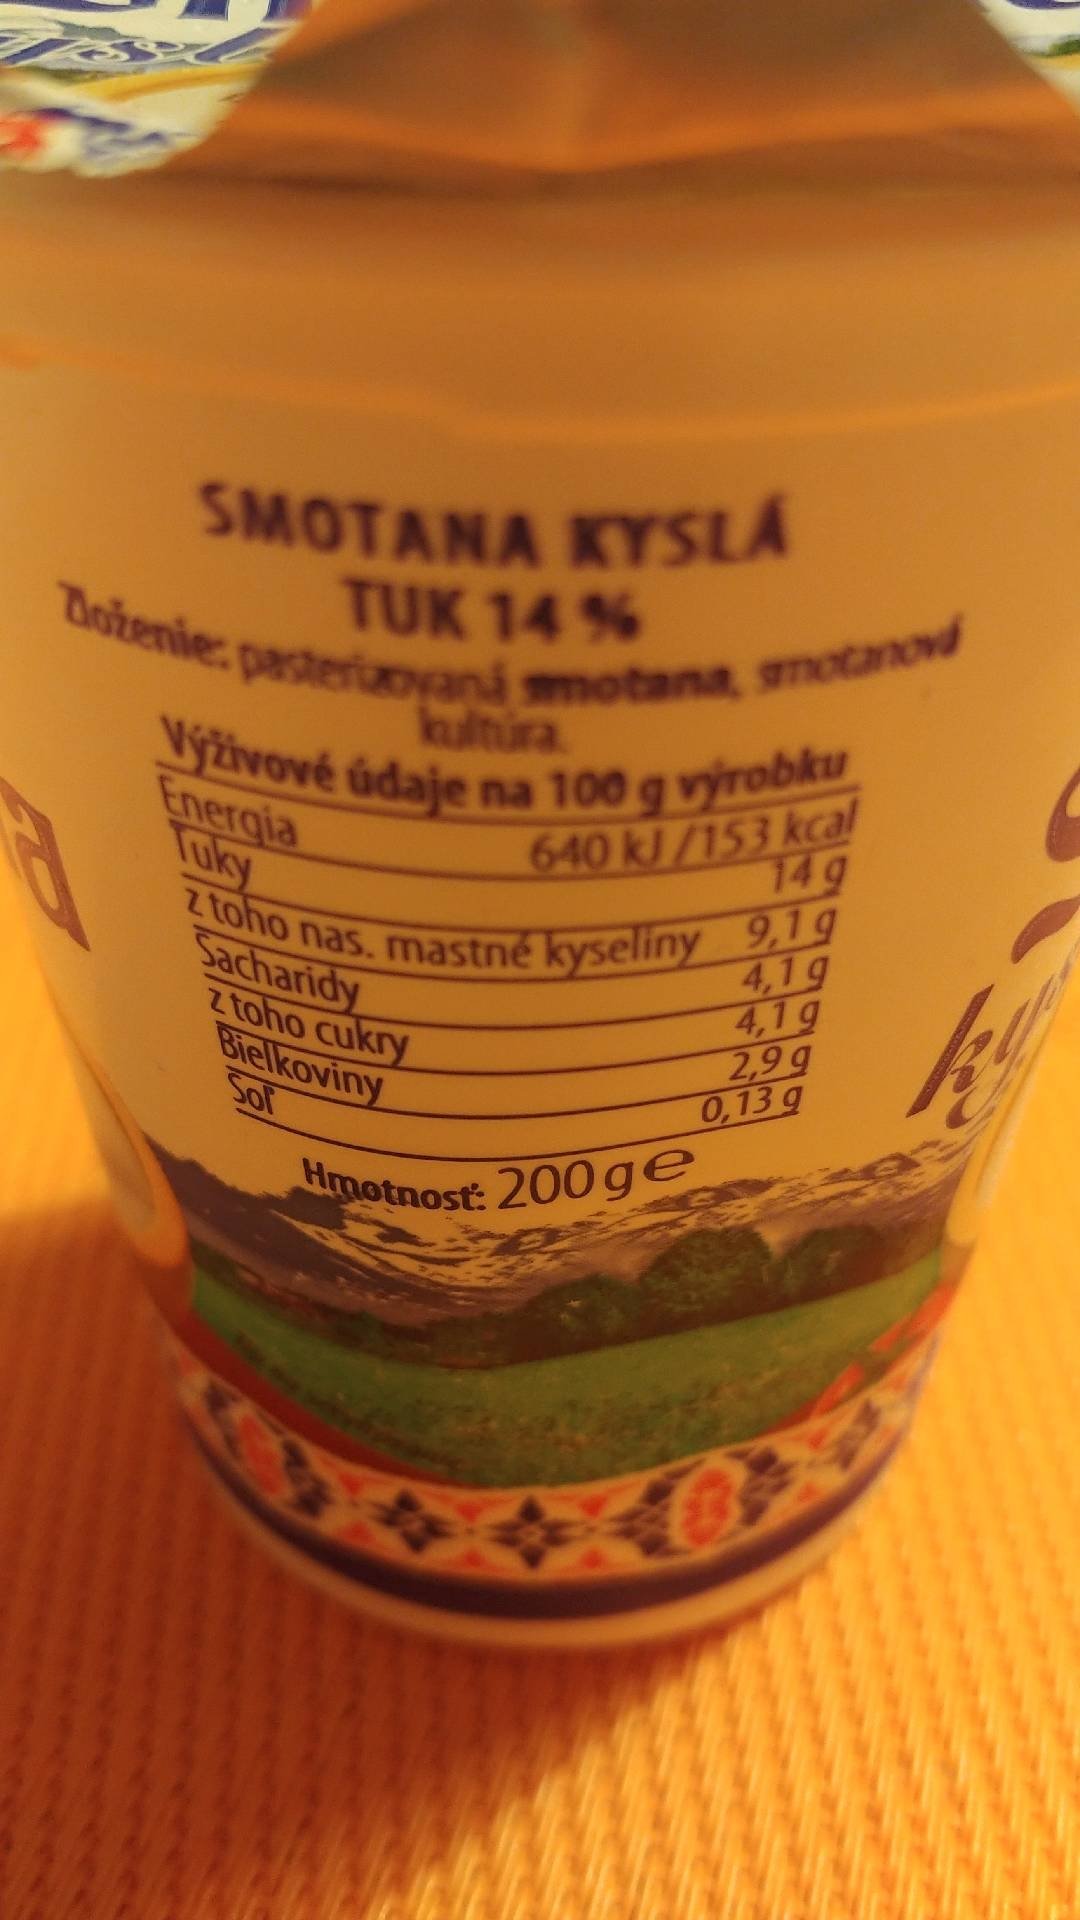 SMOTANA KYSLÁ
TUK 14 %
Zloženie: pasterizovaná smotana, smotanová
kultúra.
Výživové údaje na 100 g výrobku
Energia 640 kJ /153 kcal
Tuky 14 g
z toho nas. mastné kyseliny 9,1 g
Sacharidy 4,1 g
z toho cukry 4,1 g
Bielkoviny 2,9 g
Soľ 0,13 g
Hmotnosť: 200 g e